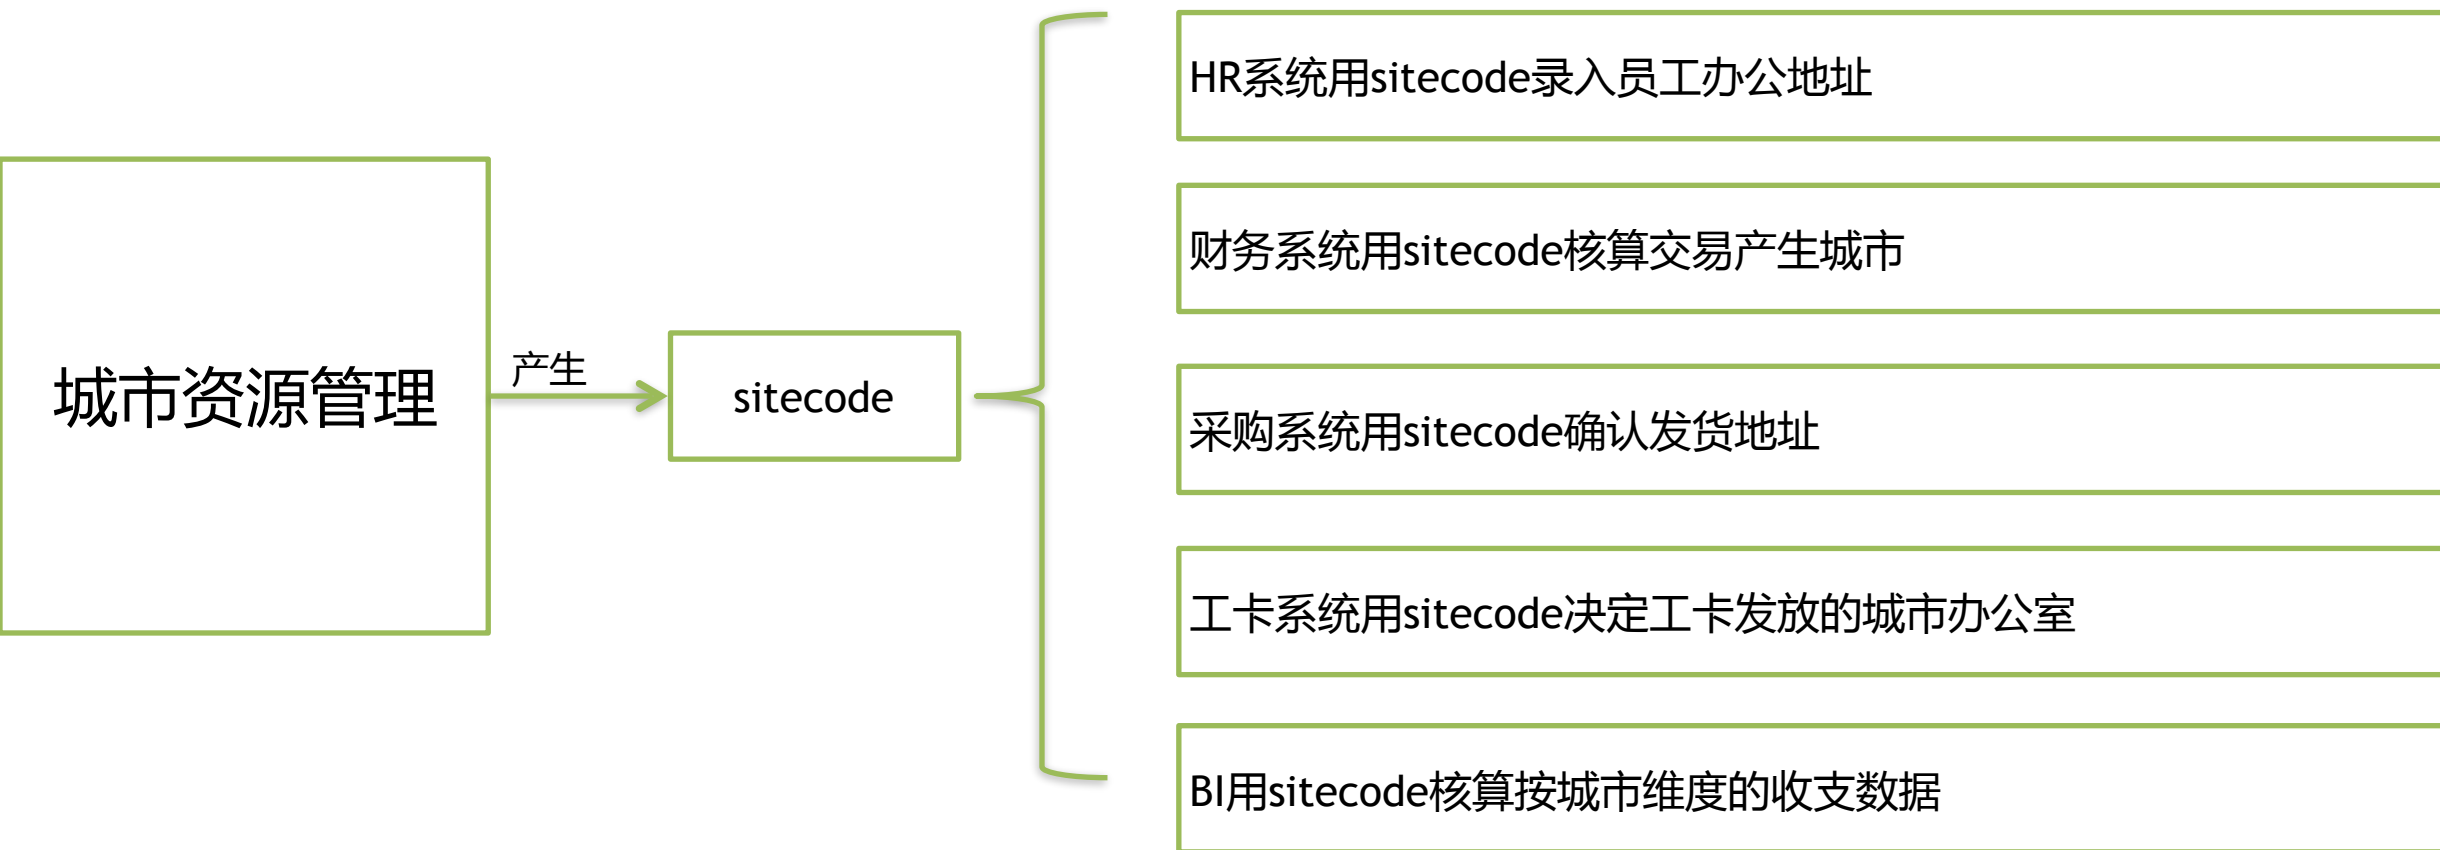 城市资源管理
产生
sitecode
HR系统用sitecode录入员工办公地址
财务系统用sitecode核算交易产生城市
采购系统用sitecode确认发货地址
工卡系统用sitecode决定工卡发放的城市办公室
BI用sitecode核算按城市维度的收支数据